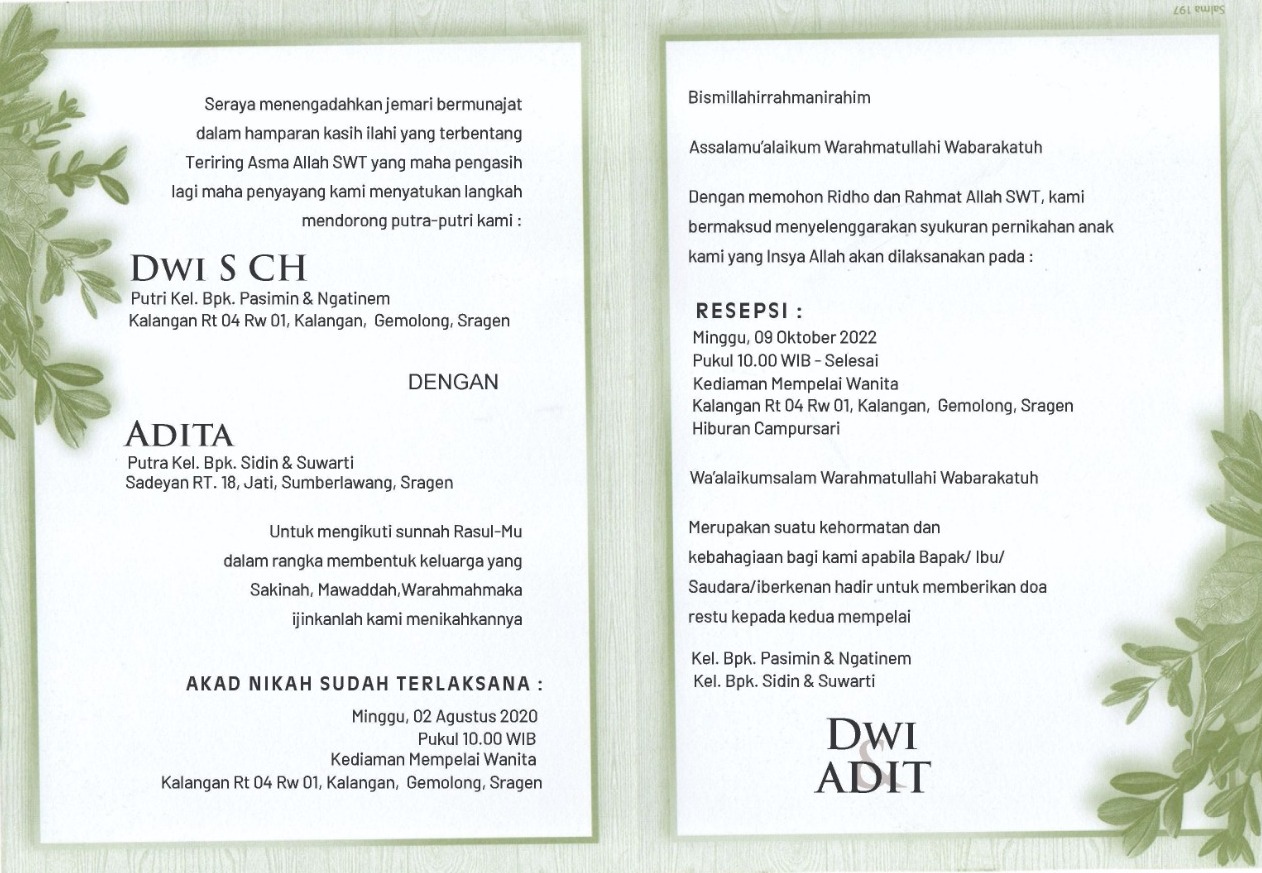 Seraya menengadahkan jemari bermunajat
dalam hamparan kasih ilahi yang terbentang
Teriring Asma Allah SWT yang maha pengasih
lagi maha penyayang kami menyatukan langkah
mendorong putra-putri kami :
DWI S CH
Putri Kel. Bpk. Pasimin & Ngatinem
Kalangan Rt 04 Rw 01, Kalangan, Gemolong, Sragen
DENGAN
ADITA
Putra Kel. Bpk. Sidin & Suwarti
Sadeyan RT. 18, Jati, Sumberlawang, Sragen
Untuk mengikuti sunnah Rasul-Mu
dalam rangka membentuk keluarga yang
Sakinah, Mawaddah,Warahmahmaka
ijinkanlah kami menikahkannya
AKAD NIKAH SUDAH TERLAKSANA :
Minggu, 02 Agustus 2020
Pukul 10.00 WIB
Kediaman Mempelai Wanita
Kalangan Rt 04 Rw 01, Kalangan, Gemolong, Sragen
Salma 197
Bismillahirrahmanirahim
Assalamu'alaikum Warahmatullahi Wabarakatuh
Dengan memohon Ridho dan Rahmat Allah SWT, kami
bermaksud menyelenggarakan syukuran pernikahan anak
kami yang Insya Allah akan dilaksanakan pada :
RESEPSI :
Minggu, 09 Oktober 2022
Pukul 10.00 WIB - Selesai
Kediaman Mempelai Wanita
Kalangan Rt 04 Rw 01, Kalangan, Gemolong, Sragen
Hiburan Campursari
Wa'alaikumsalam Warahmatullahi Wabarakatuh
Merupakan suatu kehormatan dan
kebahagiaan bagi kami apabila Bapak/ Ibu/
Saudara/iberkenan hadir untuk memberikan doa
restu kepada kedua mempelai
Kel. Bpk. Pasimin & Ngatinem
Kel. Bpk. Sidin & Suwarti
DWI
&
ADIT